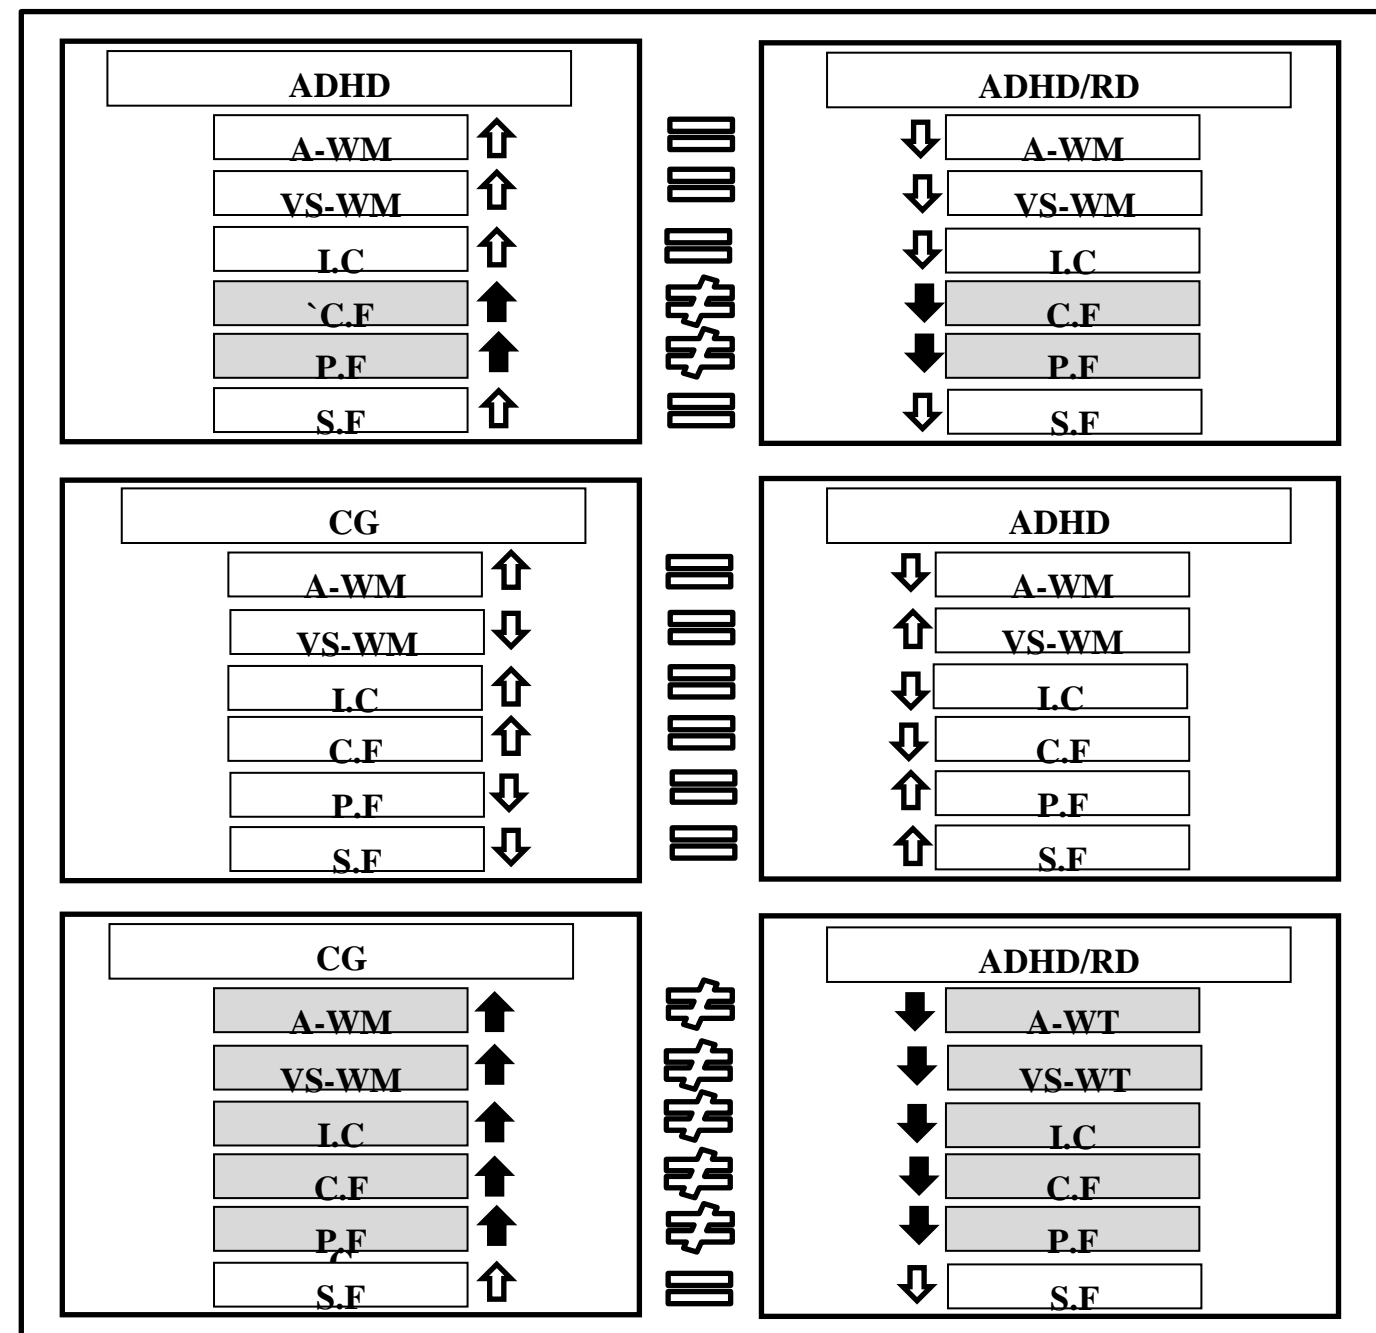 ADHD
A-WM
VS-WM
I.C
`C.F
P.F
S.F
ADHD/RD
A-WM
VS-WM
I.C
C.F
P.F
S.F
CG
A-WM
VS-WM
I.C
C.F
P.F
S.F
ADHD
A-WM
VS-WM
I.C
C.F
P.F
S.F
CG
A-WM
VS-WM
I.C
C.F
P.F
S.F
ADHD/RD
A-WT
VS-WT
I.C
C.F
P.F
S.F